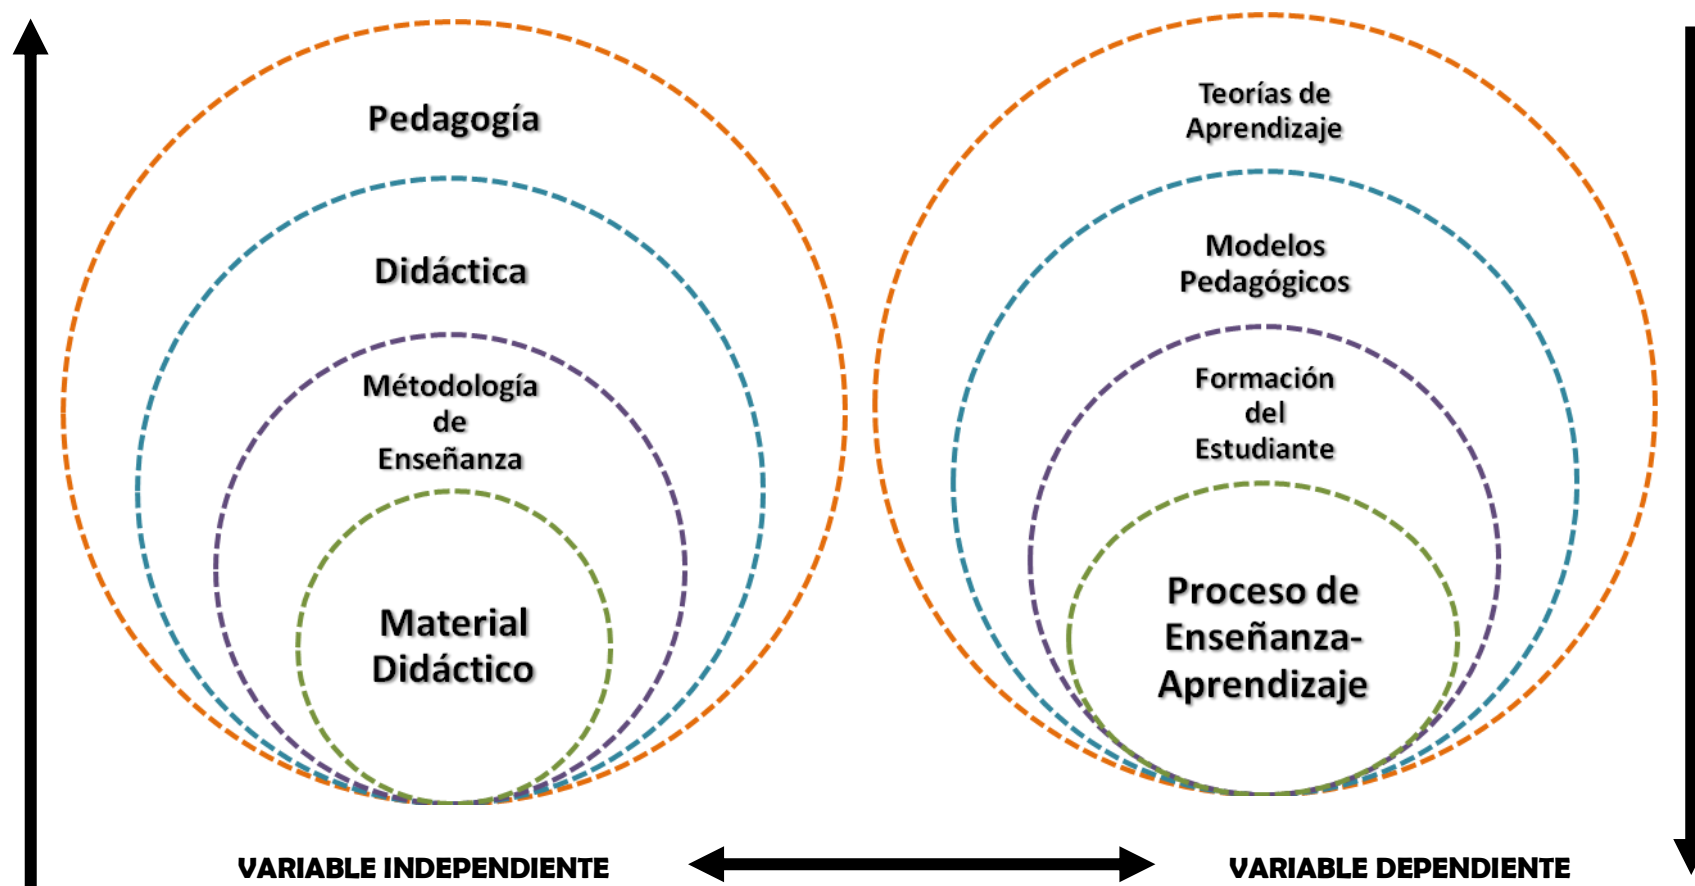 Pedagogía
Didáctica
Métodología
de
Enseñanza
Material
Didáctico
Teorías de
Aprendizaje
Modelos
Pedagógicos
Formación
del
Estudiante
Proceso de
Enseñanza-
Aprendizaje
VARIABLE INDEPENDIENTE
VARIABLE DEPENDIENTE